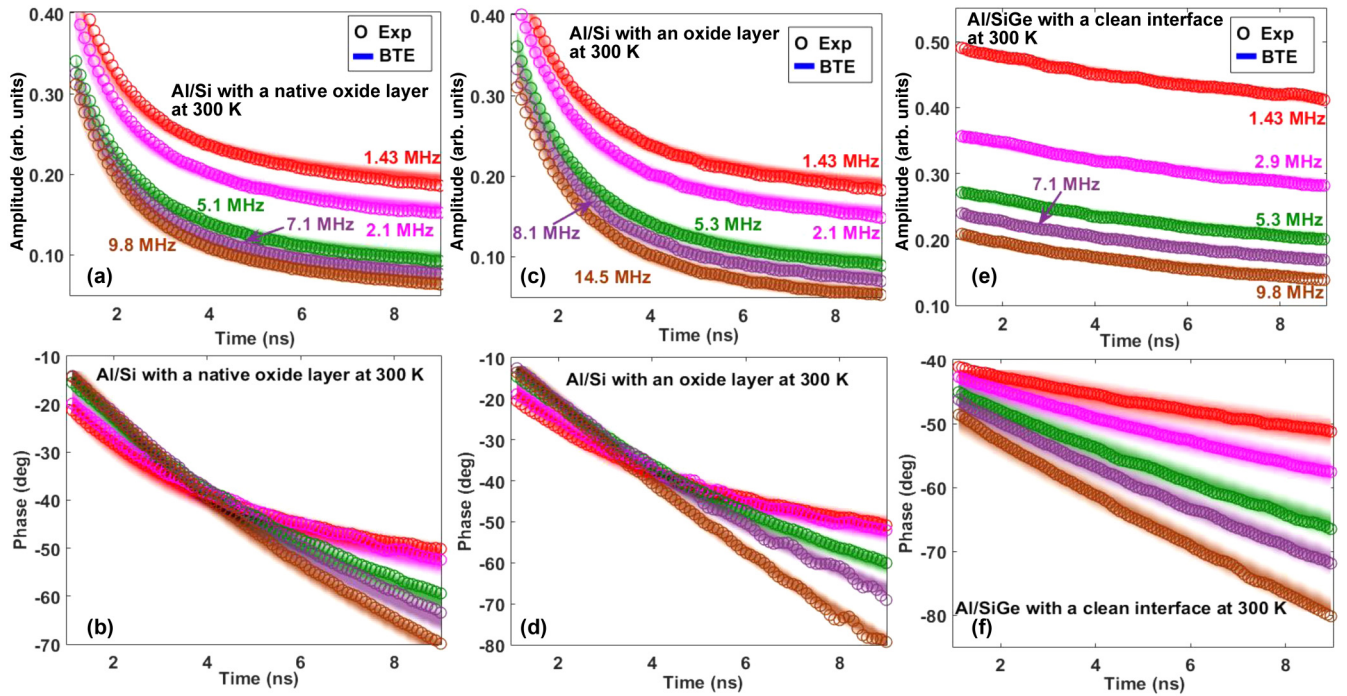 0.40
0.30
0.20
0.10
Amplitude (arb. units)
Exp
BTE
Al/Si with a native oxide layer
at 300 K
1.43 MHz
5.1 MHz
7.1 MHz
2.1 MHz
9.8 MHz
(a)
2 4 6 8
Time (ns)
0.40
0.30
0.20
0.10
Amplitude (arb. units)
Al/Si with an oxide layer
at 300 K
Exp
BTE
1.43 MHz
8.1 MHz
5.3 MHz
2.1 MHz
14.5 MHz
(c)
2 4 6 8
Time (ns)
0.50
0.40
0.30
0.20
0.10
Amplitude (arb. units)
Al/SiGe with a clean interface
at 300 K
Exp
BTE
1.43 MHz
2.9 MHz
7.1 MHz
5.3 MHz
9.8 MHz
(e)
2 4 6 8
Time (ns)
-10
-20
-30
-40
-50
-60
-70
Phase (deg)
Al/Si with a native oxide layer at 300 K
(b)
2 4 6 8
Time (ns)
-10
-20
-30
-40
-50
-60
-70
-80
Phase (deg)
Al/Si with an oxide layer at 300 K
(d)
2 4 6 8
Time (ns)
-40
-50
-60
-70
-80
Phase (deg)
Al/SiGe with a clean interface at 300 K
(f)
2 4 6 8
Time (ns)